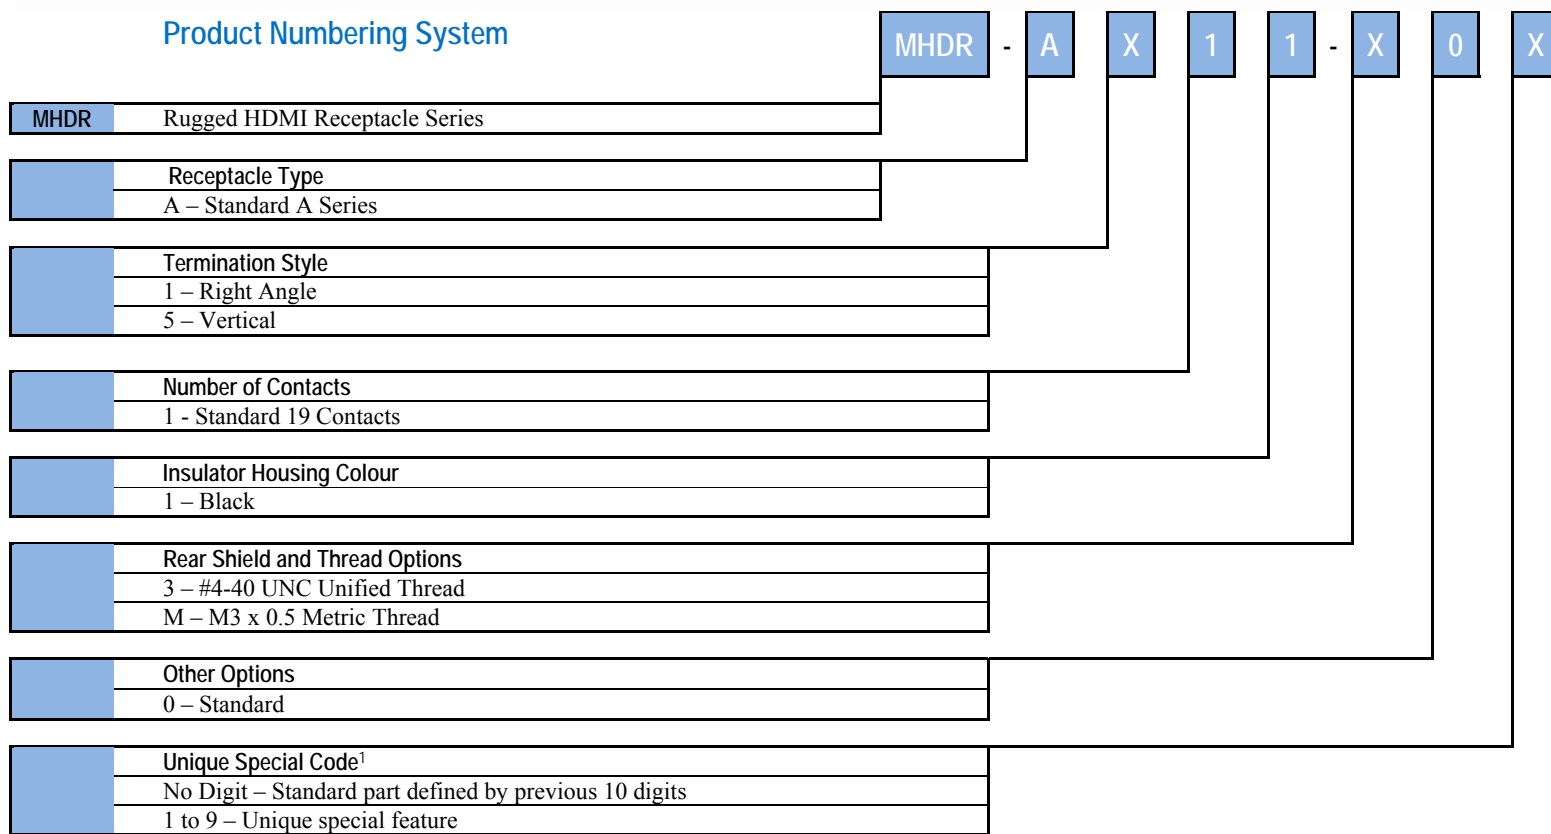 Product Numbering System
MHDR - A X 1 1 - X 0 X
MHDR Rugged HDMI Receptacle Series
Receptacle Type
A – Standard A Series
Termination Style
1 – Right Angle
5 – Vertical
Number of Contacts
1 - Standard 19 Contacts
Insulator Housing Colour
1 – Black
Rear Shield and Thread Options
3 – #4-40 UNC Unified Thread
M – M3 x 0.5 Metric Thread
Other Options
0 – Standard
Unique Special Code¹
No Digit – Standard part defined by previous 10 digits
1 to 9 – Unique special feature